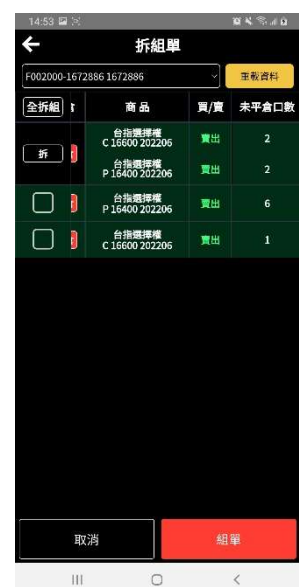 14:53
拆組單
F002000-1672886 1672886
重載資料
全拆組 商品 買/賣 未平倉口數
拆
台指選擇權
C 16600 202206 賣出 2
台指選擇權
P 16400 202206 賣出 2
台指選擇權
P 16400 202206 賣出 6
台指選擇權
C 16600 202206 賣出 1
取消
組單